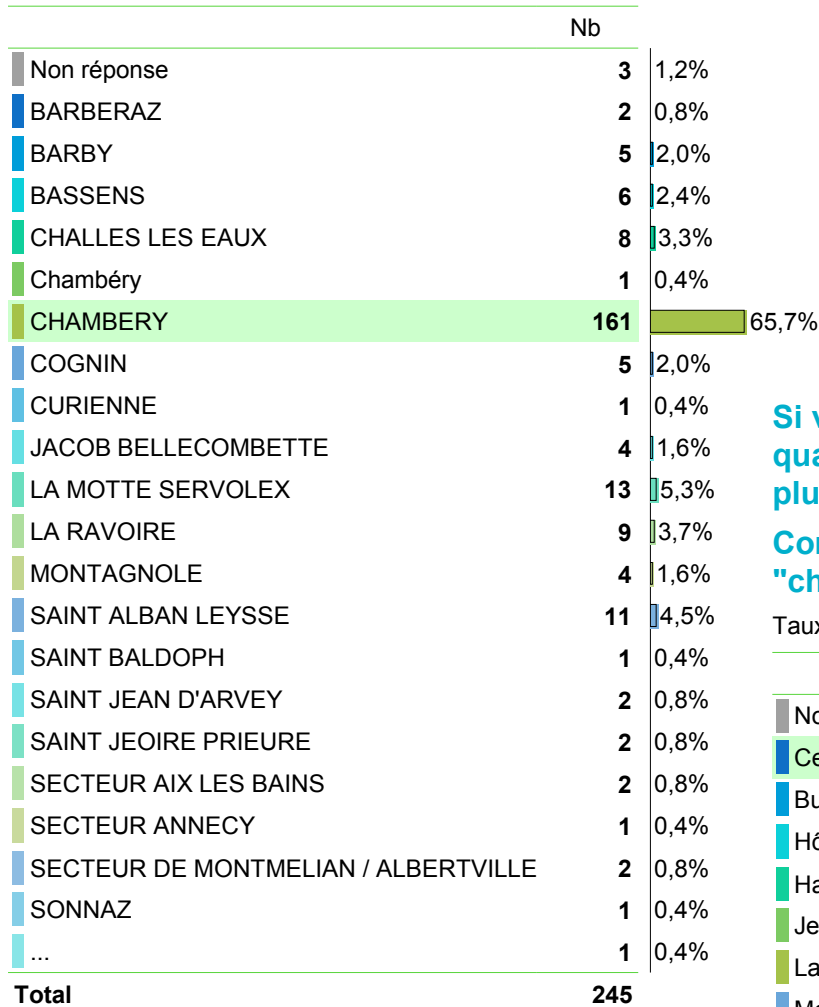 Nb
Non réponse 3 1,2%
BARBERAZ 2 0,8%
BARBY 5 2,0%
BASSENS 6 2,4%
CHALLES LES EAUX 8 3,3%
Chambéry 1 0,4%
CHAMBERY 161 65,7%
COGNIN 5 2,0%
CURIENNE 1 0,4%
JACOB BELLECOMBETTE 4 1,6%
LA MOTTE SERVOLEX 13 5,3%
LA RAVOIRE 9 3,7%
MONTAGNOLE 4 1,6%
SAINT ALBAN LEYSSE 11 4,5%
SAINT BALDOPH 1 0,4%
SAINT JEAN D'ARVEY 2 0,8%
SAINT JEOIRE PRIEURE 2 0,8%
SECTEUR AIX LES BAINS 2 0,8%
SECTEUR ANNECY 1 0,4%
SECTEUR DE MONTMELIAN / ALBERTVILLE 2 0,8%
SONNAZ 1 0,4%
... 1 0,4%
Total 245
Si
qua
plu
Co
"ch
Taux
No
Ce
Bu
Hô
Ha
Je
La